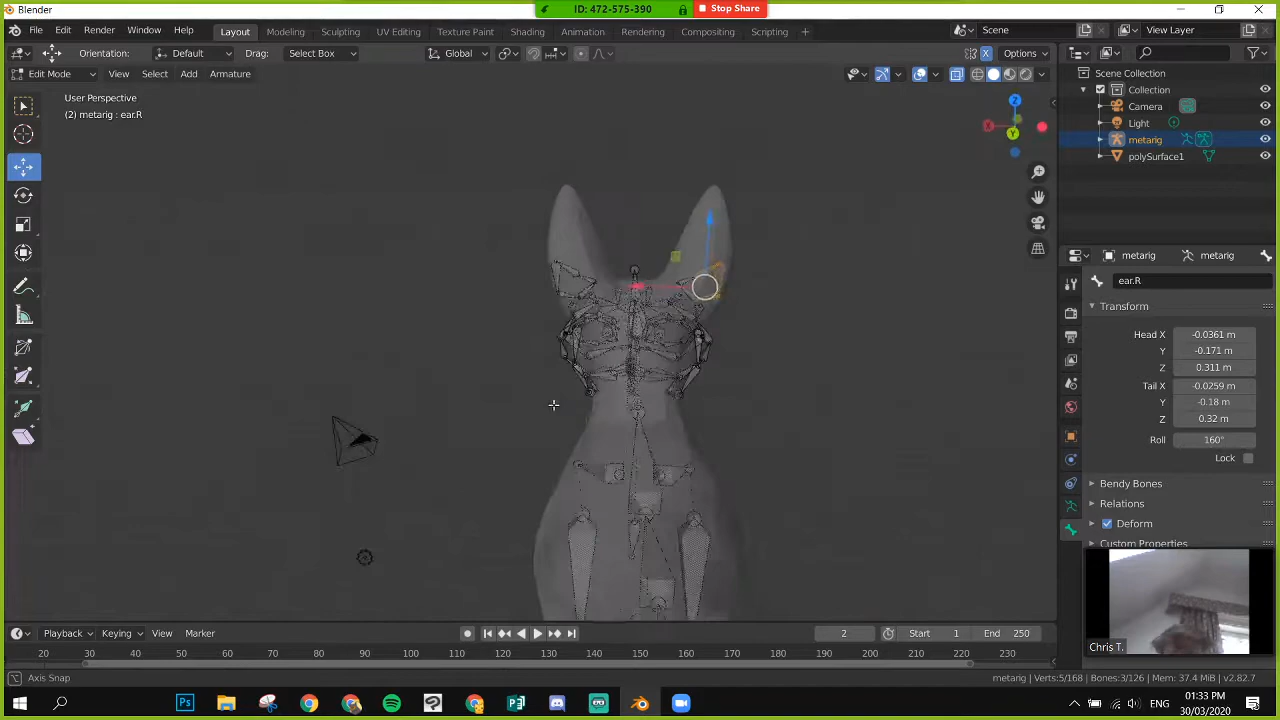 Blender
ID: 472-575-390
Stop Share
File Edit Render Window Help
Layout Modeling Sculpting UV Editing Texture Paint Shading Animation Rendering Compositing Scripting +
Scene
View Layer
Orientation: Default Drag: Select Box
Global
X
Options
Edit Mode View Select Add Armature
User Perspective
(2) metarig : ear.R
Z
X
Y
Scene Collection
Collection
Camera
Light
metarig
polySurface1
metarig
metarig
ear.R
Transform
Head X -0.0361 m
Y -0.171 m
Z 0.311 m
Tail X -0.0259 m
Y -0.18 m
Z 0.32 m
Roll 160°
Lock
Bendy Bones
Relations
Deform
Custom Properties
Chris T.
Playback Keying View Marker
2
Start 1
End 250
20 30 40 50 60 70 80 90 100 110 120 130 140 150 160 170 180 190 200 210 220 230
Axis Snap
metarig | Verts:5/168 | Bones:3/126 | Mem: 37.4 MiB | v2.82.7
Ps
ENG
01:33 PM
30/03/2020